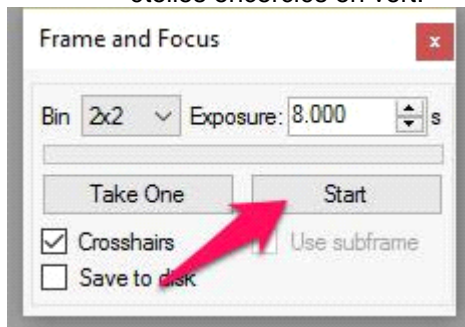 Frame and Focus
x
Bin 2x2 Exposure: 8.000 s
Take One Start
Crosshairs Use subframe
Save to disk